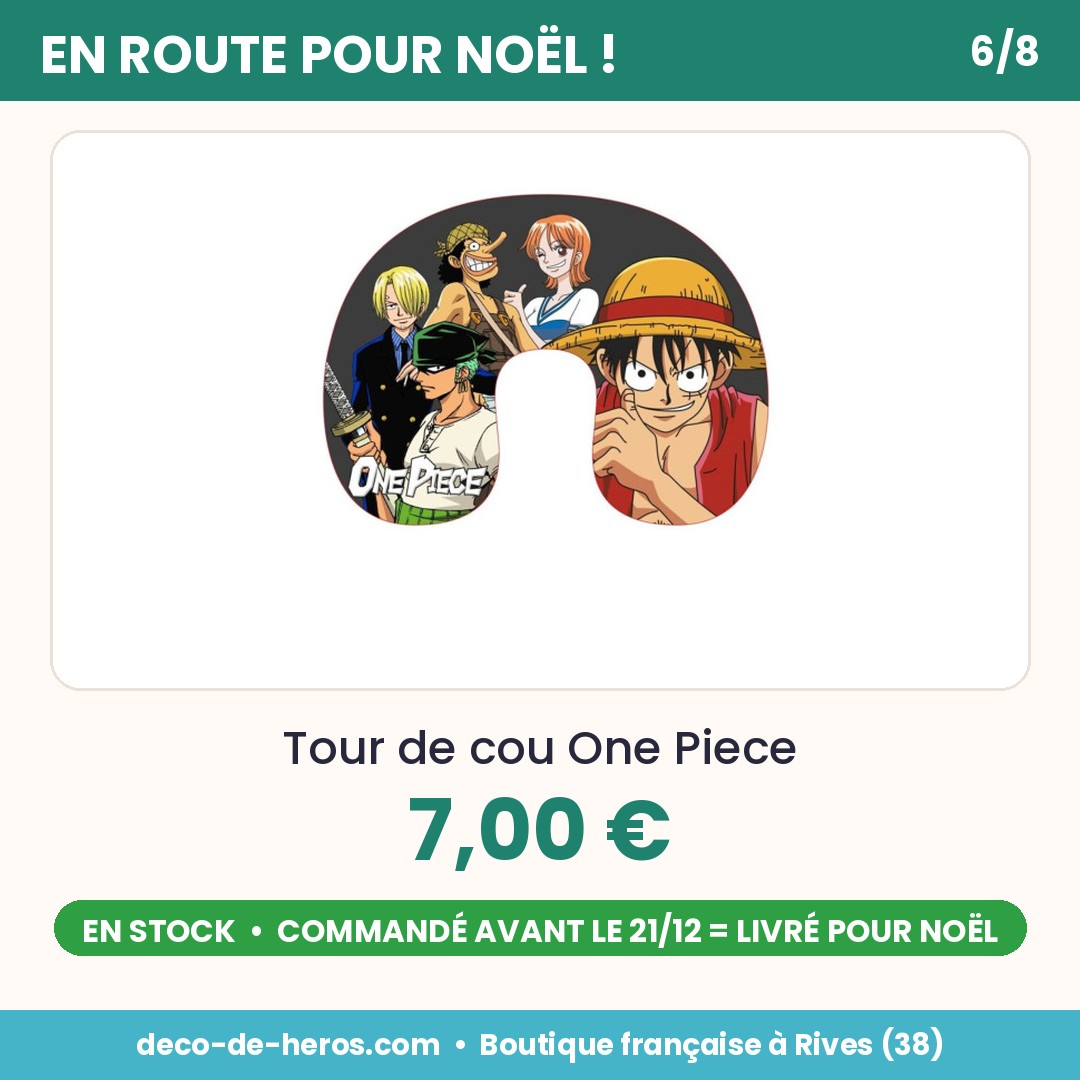 EN ROUTE POUR NOËL !
6/8
ONE PIECE
Tour de cou One Piece
7,00 €
EN STOCK • COMMANDÉ AVANT LE 21/12 = LIVRÉ POUR NOËL
deco-de-heros.com • Boutique française à Rives (38)